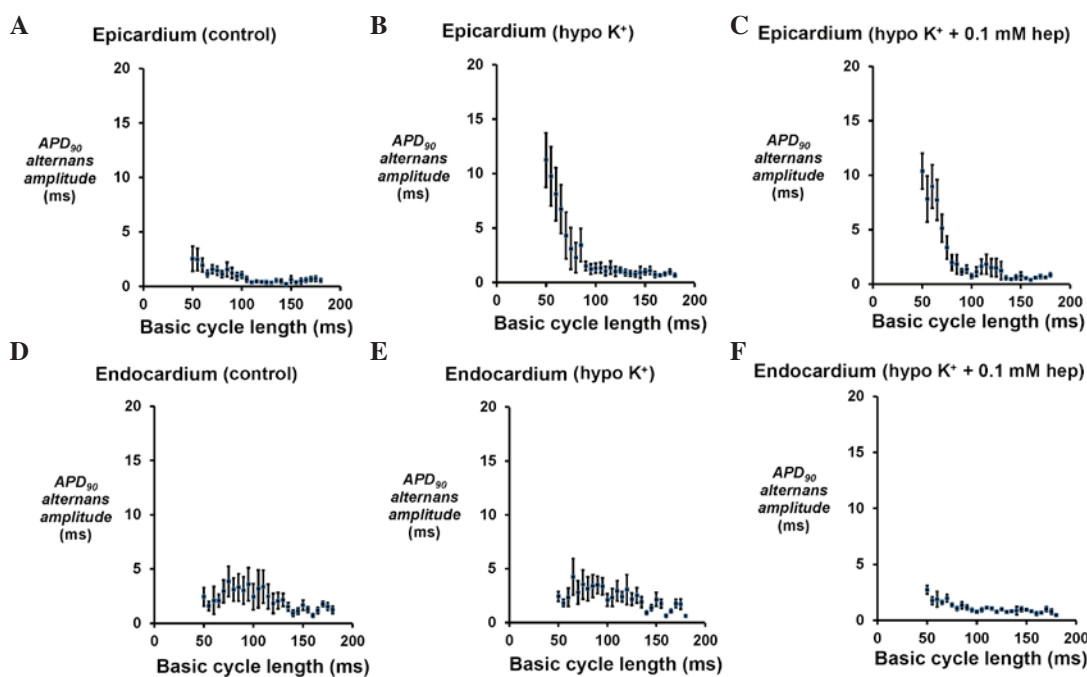 A
Epicardium (control)
20
15
10
5
0
APD90
alternans
amplitude
(ms)
0 50 100 150 200
Basic cycle length (ms)
B
Epicardium (hypo K+)
20
15
10
5
0
APD90
alternans
amplitude
(ms)
0 50 100 150 200
Basic cycle length (ms)
C
Epicardium (hypo K+ + 0.1 mM hep)
20
15
10
5
0
APD90
alternans
amplitude
(ms)
0 50 100 150 200
Basic cycle length (ms)
D
Endocardium (control)
20
15
10
5
0
APD90
alternans
amplitude
(ms)
0 50 100 150 200
Basic cycle length (ms)
E
Endocardium (hypo K+)
20
15
10
5
0
APD90
alternans
amplitude
(ms)
0 50 100 150 200
Basic cycle length (ms)
F
Endocardium (hypo K+ + 0.1 mM hep)
20
15
10
5
0
APD90
alternans
amplitude
(ms)
0 50 100 150 200
Basic cycle length (ms)